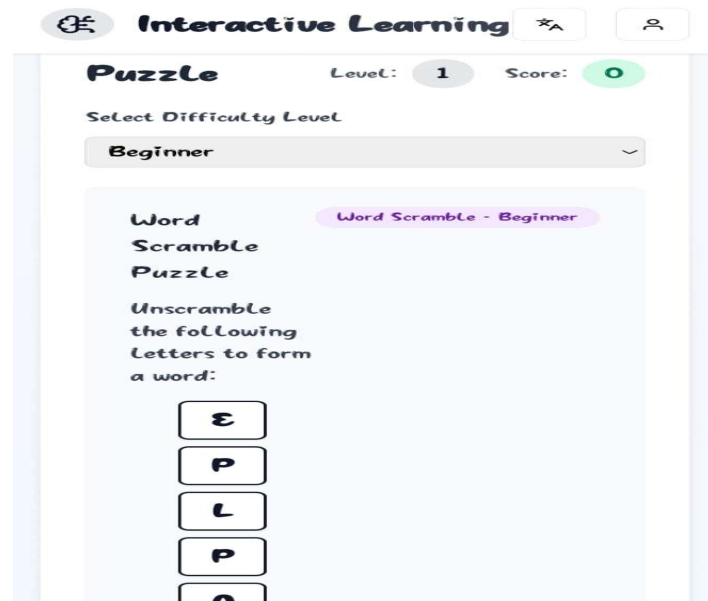 Interactive Learning
Puzzle Level: 1 Score: 0
Select Difficulty Level
Beginner
Word Scramble Puzzle
Word Scramble - Beginner
Unscramble
the following
letters to form
a word:
E
P
L
P